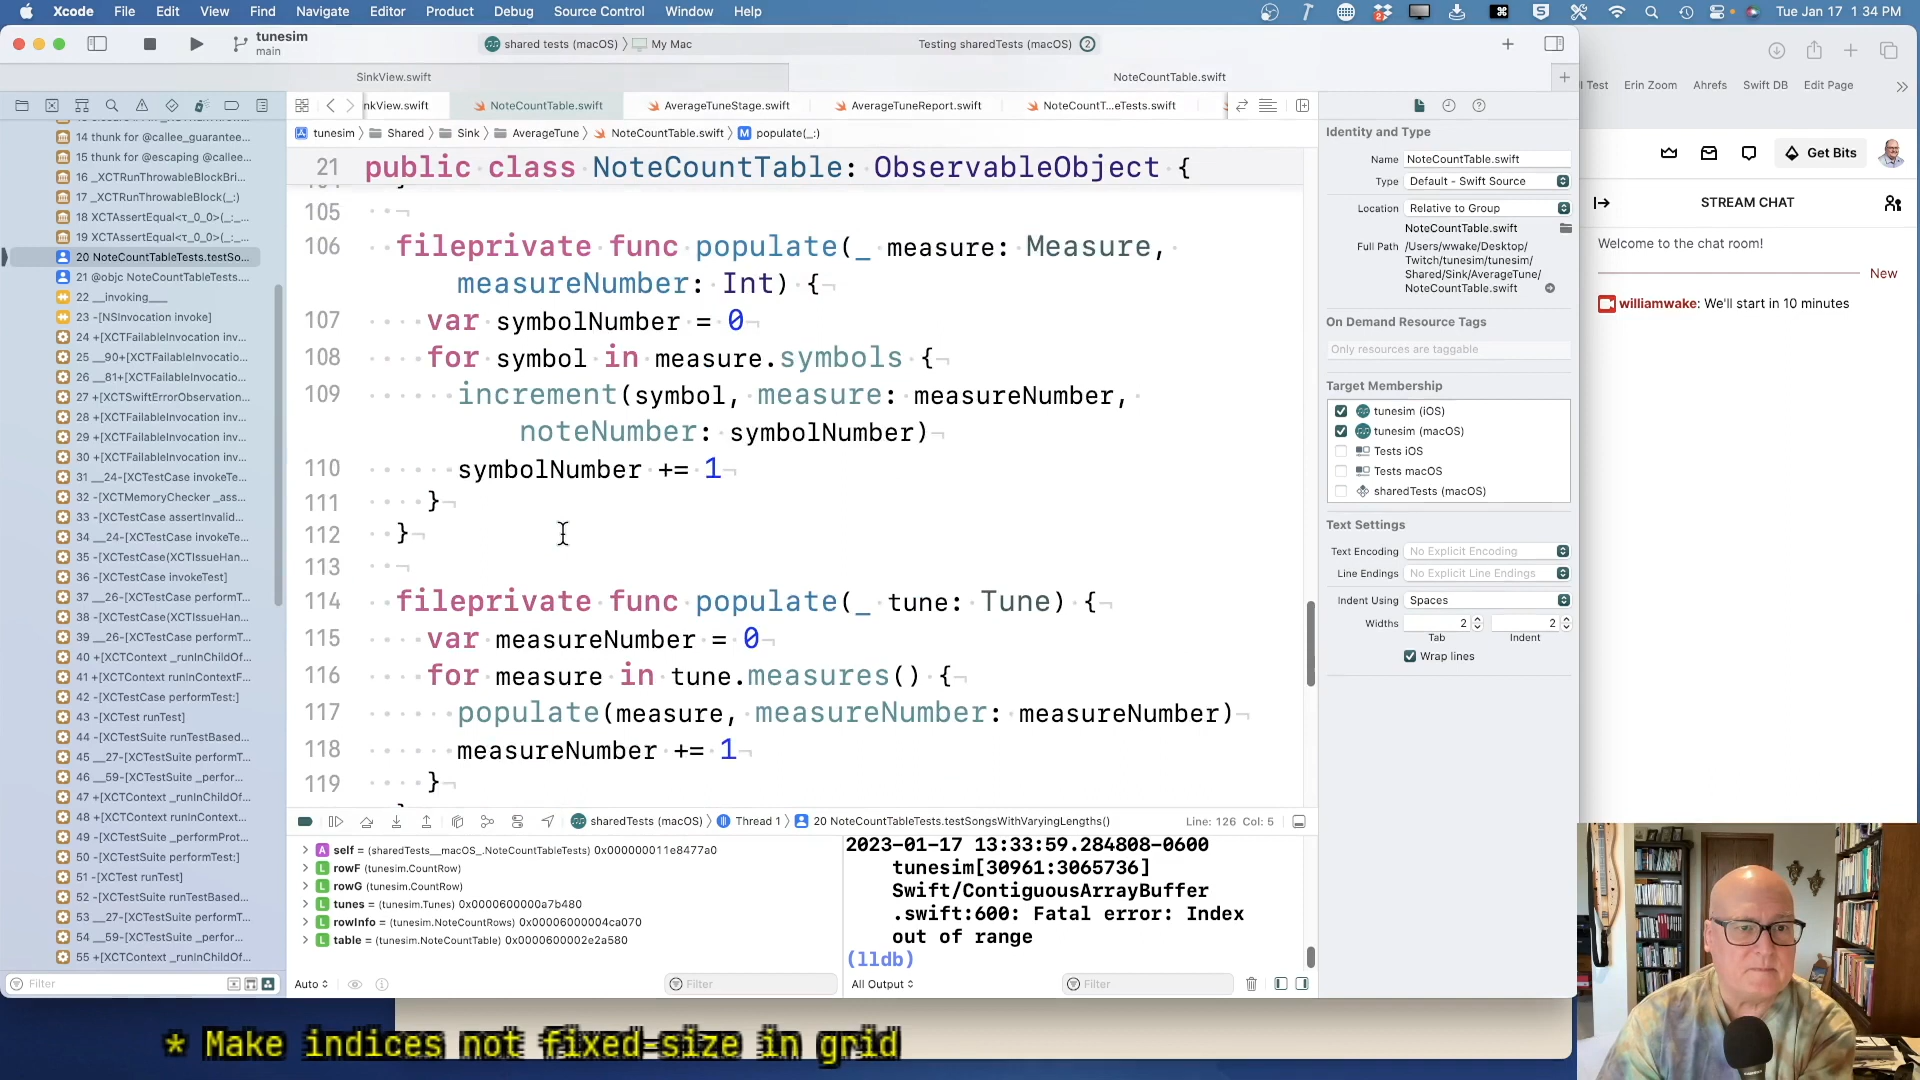 Xcode File Edit View Find Navigate Editor Product Debug Source Control Window Help Tue Jan 17 1 34 PM
tunesim
main
shared tests (macOS) 〉 My Mac
Testing sharedTests (macOS) 2
SinkView.swift
NoteCountTable.swift
nkView.swift NoteCountTable.swift AverageTuneStage.swift AverageTuneReport.swift NoteCountT...eTests.swift
tunesim 〉 Shared 〉 Sink 〉 AverageTune 〉 NoteCountTable.swift 〉 M populate(_:)
14 thunk for @callee_guarantee...
15 thunk for @escaping @callee...
16 _XCTRunThrowableBlockBri...
17 _XCTRunThrowableBlock(_:)
18 XCTAssertEqual<τ_0_0>(_:_...
19 XCTAssertEqual<τ_0_0>(_:_...
20 NoteCountTableTests.testSo...
21 @objc NoteCountTableTests....
22 __invoking___
23 -[NSInvocation invoke]
24 +[XCTFailableInvocation inv...
25 __90+[XCTFailableInvocatio...
26 __81+[XCTFailableInvocatio...
27 +[XCTSwiftErrorObservation...
28 +[XCTFailableInvocation inv...
29 +[XCTFailableInvocation inv...
30 +[XCTFailableInvocation inv...
31 __24-[XCTestCase invokeTe...
32 -[XCTMemoryChecker _ass...
33 -[XCTestCase assertInvalid...
34 __24-[XCTestCase invokeTe...
35 -[XCTestCase(XCTIssueHan...
36 -[XCTestCase invokeTest]
37 __26-[XCTestCase performT...
38 -[XCTestCase(XCTIssueHan...
39 __26-[XCTestCase performT...
40 +[XCTContext _runInChildOf...
41 +[XCTContext runInContextF...
42 -[XCTestCase performTest:]
43 -[XCTest runTest]
44 -[XCTestSuite runTestBased...
45 __27-[XCTestSuite performT...
46 __59-[XCTestSuite _perfor...
47 +[XCTContext _runInChildOf...
48 +[XCTContext runInContext...
49 -[XCTestSuite _performProt...
50 -[XCTestSuite performTest:]
51 -[XCTest runTest]
52 -[XCTestSuite runTestBased...
53 __27-[XCTestSuite performT...
54 __59-[XCTestSuite _perfor...
55 +[XCTContext _runInChildOf...
Filter
21 public class NoteCountTable: ObservableObject {
105
106 fileprivate func populate(_ measure: Measure,
measureNumber: Int) {
107 var symbolNumber = 0
108 for symbol in measure.symbols {
109 increment(symbol, measure: measureNumber,
noteNumber: symbolNumber)
110 symbolNumber += 1
111 }
112 }
113
114 fileprivate func populate(_ tune: Tune) {
115 var measureNumber = 0
116 for measure in tune.measures() {
117 populate(measure, measureNumber: measureNumber)
118 measureNumber += 1
119 }
sharedTests (macOS) 〉 Thread 1 〉 20 NoteCountTableTests.testSongsWithVaryingLengths() Line: 126 Col: 5
A self = (sharedTests__macOS_.NoteCountTableTests) 0x000000011e8477a0
L rowF = (tunesim.CountRow)
L rowG = (tunesim.CountRow)
L tunes = (tunesim.Tunes) 0x0000600000a7b480
L rowInfo = (tunesim.NoteCountRows) 0x00006000004ca070
L table = (tunesim.NoteCountTable) 0x0000600002e2a580
Auto Filter
2023-01-17 13:33:59.284808-0600
tunesim[30961:3065736]
Swift/ContiguousArrayBuffer
.swift:600: Fatal error: Index
out of range
(lldb)
All Output Filter
Identity and Type
Name NoteCountTable.swift
Type Default - Swift Source
Location Relative to Group
NoteCountTable.swift
Full Path /Users/wwake/Desktop/
Twitch/tunesim/tunesim/
Shared/Sink/AverageTune/
NoteCountTable.swift
On Demand Resource Tags
Only resources are taggable
Target Membership
tunesim (iOS)
tunesim (macOS)
Tests iOS
Tests macOS
sharedTests (macOS)
Text Settings
Text Encoding No Explicit Encoding
Line Endings No Explicit Line Endings
Indent Using Spaces
Widths 2 2
Tab Indent
Wrap lines
Test Erin Zoom Ahrefs Swift DB Edit Page
Get Bits
STREAM CHAT
Welcome to the chat room!
New
williamwake: We'll start in 10 minutes
* Make indices not fixed-size in grid